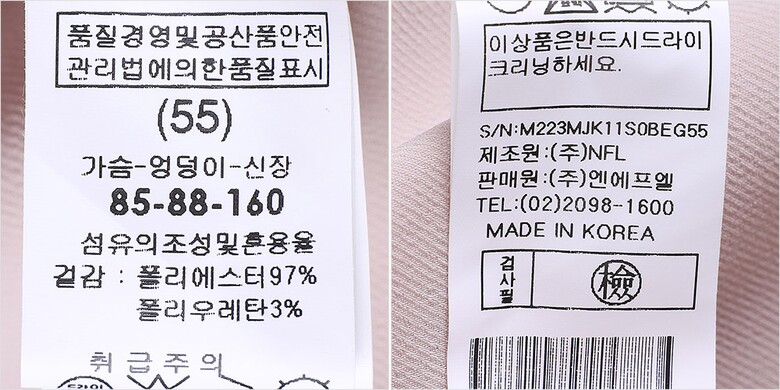 품질경영및공산품안전
관리법에의한품질표시
(55)
가슴-엉덩이-신장
85-88-160
섬유의조성및혼용율
겉감 : 폴리에스터97%
폴리우레탄3%
취급주의
드라이
이상품은반드시드라이
크리닝하세요.
S/N:M223MJK11S0BEG55
제조원:(주)NFL
판매원:(주)엔에프엘
TEL:(02)2098-1600
MADE IN KOREA
검사필
檢